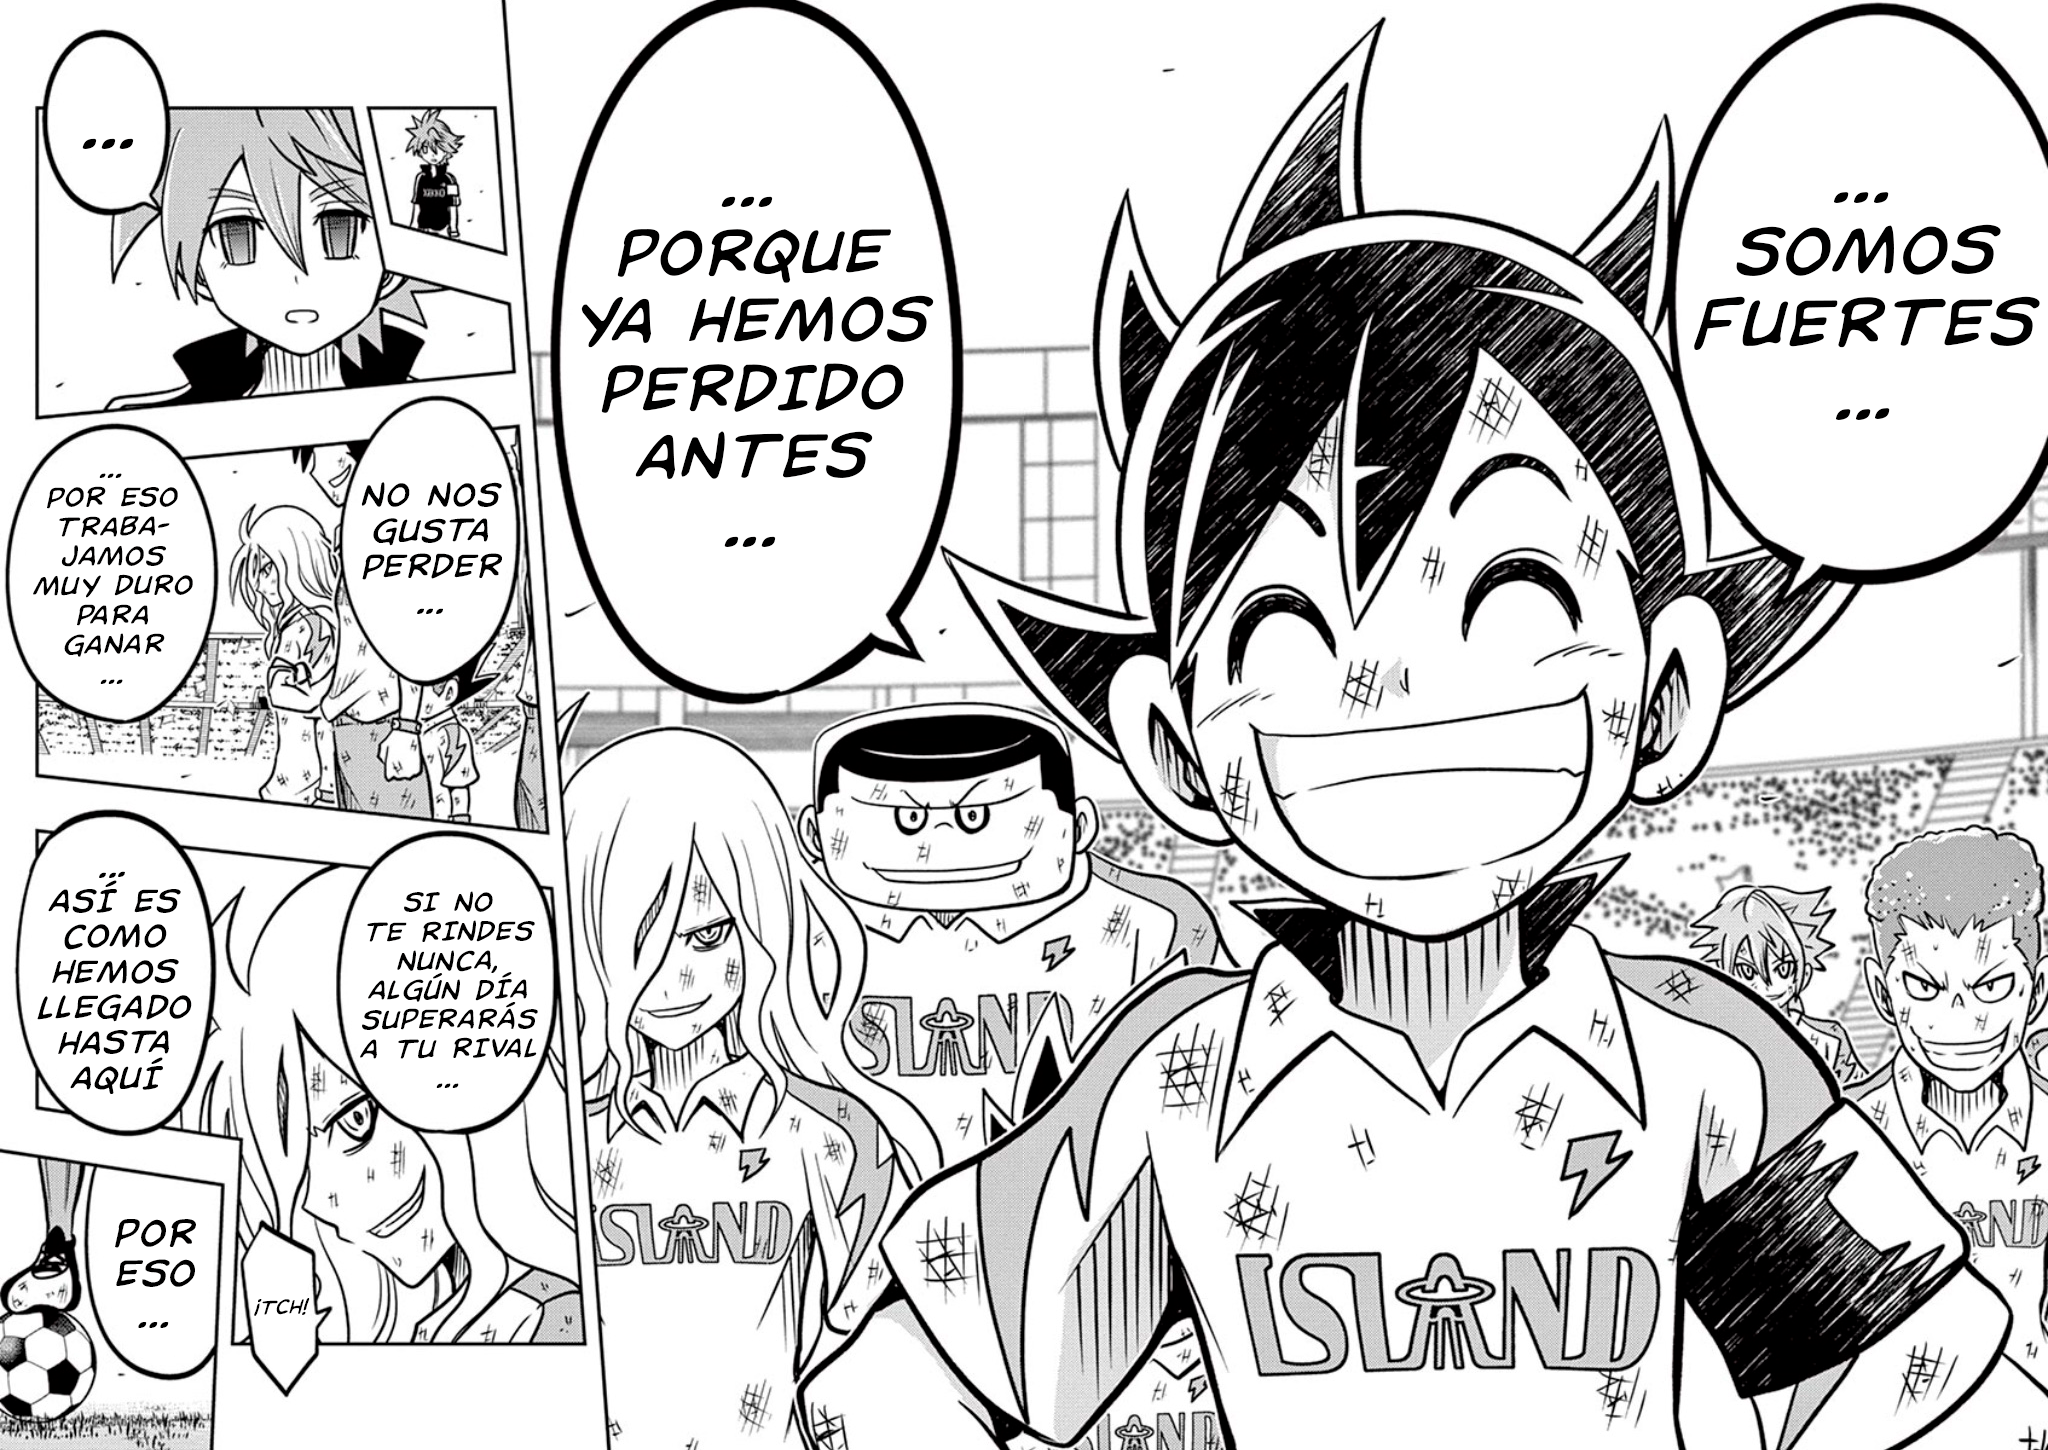 ...
SOMOS
FUERTES
...
...
PORQUE
YA HEMOS
PERDIDO
ANTES
...
...
NO NOS
GUSTA
PERDER
...
...
POR ESO
TRABA-
JAMOS
MUY DURO
PARA
GANAR
...
SI NO
TE RINDES
NUNCA,
ALGÚN DÍA
SUPERARÁS
A TU RIVAL
...
...
ASÍ ES
COMO
HEMOS
LLEGADO
HASTA
AQUÍ
¡TCH!
POR
ESO
...
ISLAND
ISLAND
ISLAND